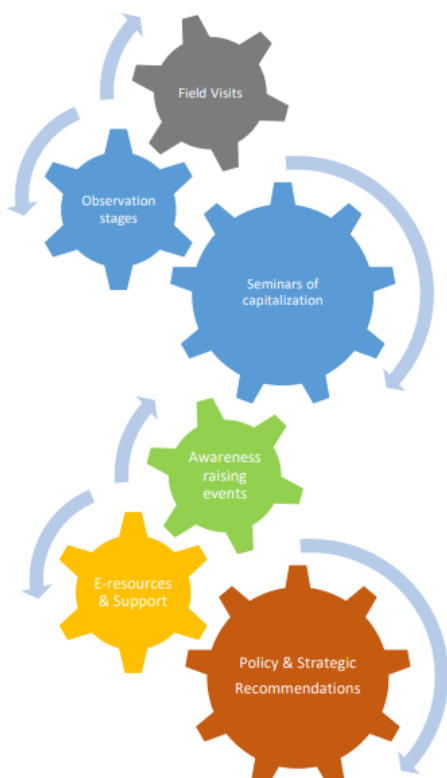 Field Visits
Observation
stages
Seminars of
capitalization
Awareness
raising
events
E-resources
& Support
Policy & Strategic
Recommendations